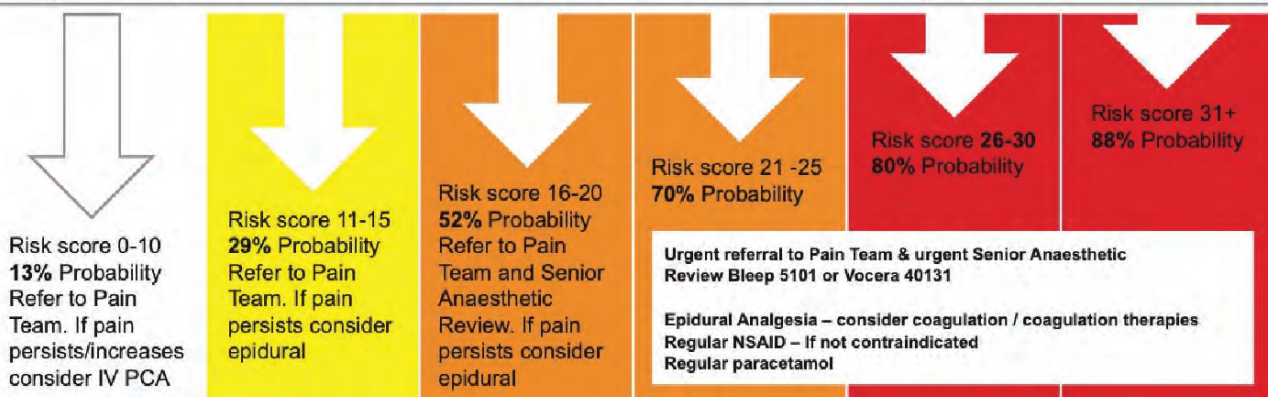 Risk score 0-10
13% Probability
Refer to Pain
Team. If pain
persists/increases
consider IV PCA
Risk score 11-15
29% Probability
Refer to Pain
Team. If pain
persists consider
epidural
Risk score 16-20
52% Probability
Refer to Pain
Team and Senior
Anaesthetic
Review. If pain
persists consider
epidural
Risk score 21 -25
70% Probability
Risk score 26-30
80% Probability
Risk score 31+
88% Probability
Urgent referral to Pain Team & urgent Senior Anaesthetic
Review Bleep 5101 or Vocera 40131
Epidural Analgesia – consider coagulation / coagulation therapies
Regular NSAID – If not contraindicated
Regular paracetamol